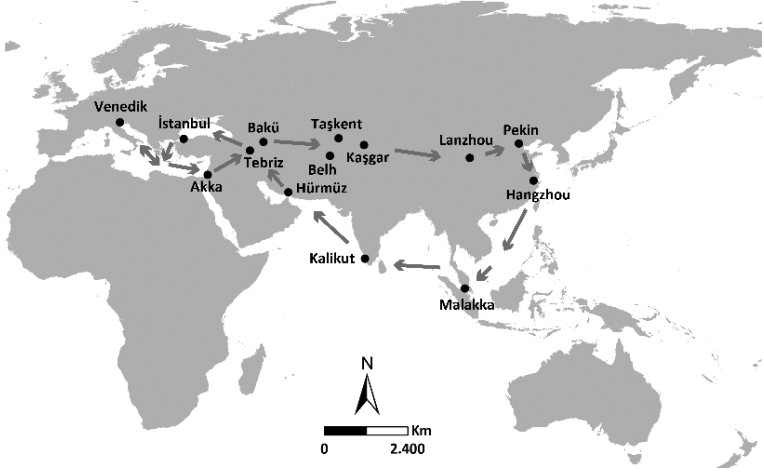 Venedik
İstanbul
Bakü
Taşkent
Lanzhou
Pekin
Tebriz
Belh
Kaşgar
Akka
Hürmüz
Hangzhou
Kalikut
Malakka
N
Km
0 2.400